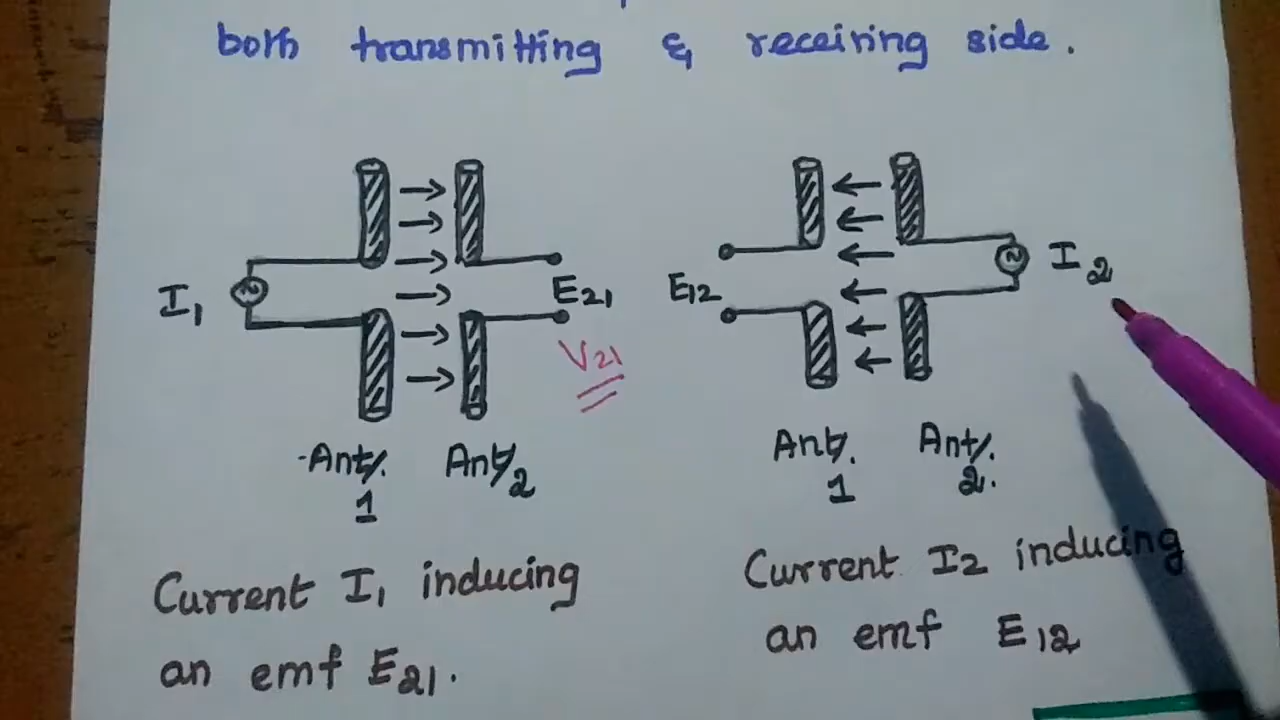 both transmitting & receiving side.
I1
E21
V21
Ant/. 1
Ant/ 2
E12
I2
Ant/. 1
Ant/. 2.
Current I1 inducing
an emf E21.
Current I2 inducing
an emf E12